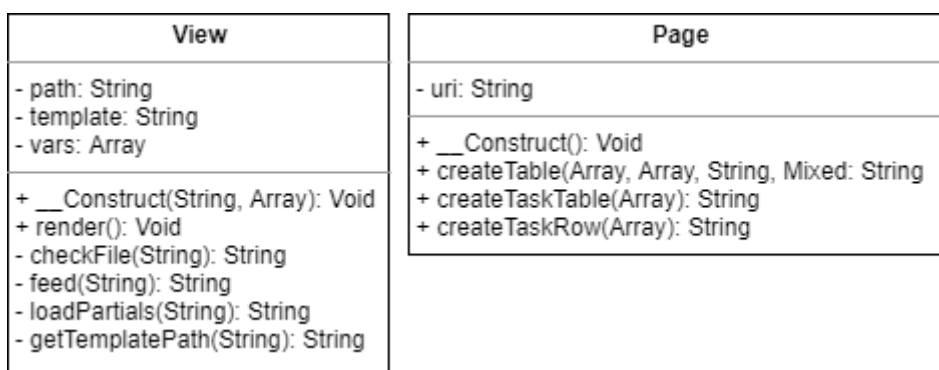 View
- path: String
- template: String
- vars: Array
+ __Construct(String, Array): Void
+ render(): Void
- checkFile(String): String
- feed(String): String
- loadPartials(String): String
- getTemplatePath(String): String
Page
- uri: String
+ __Construct(): Void
+ createTable(Array, Array, String, Mixed: String
+ createTaskTable(Array): String
+ createTaskRow(Array): String